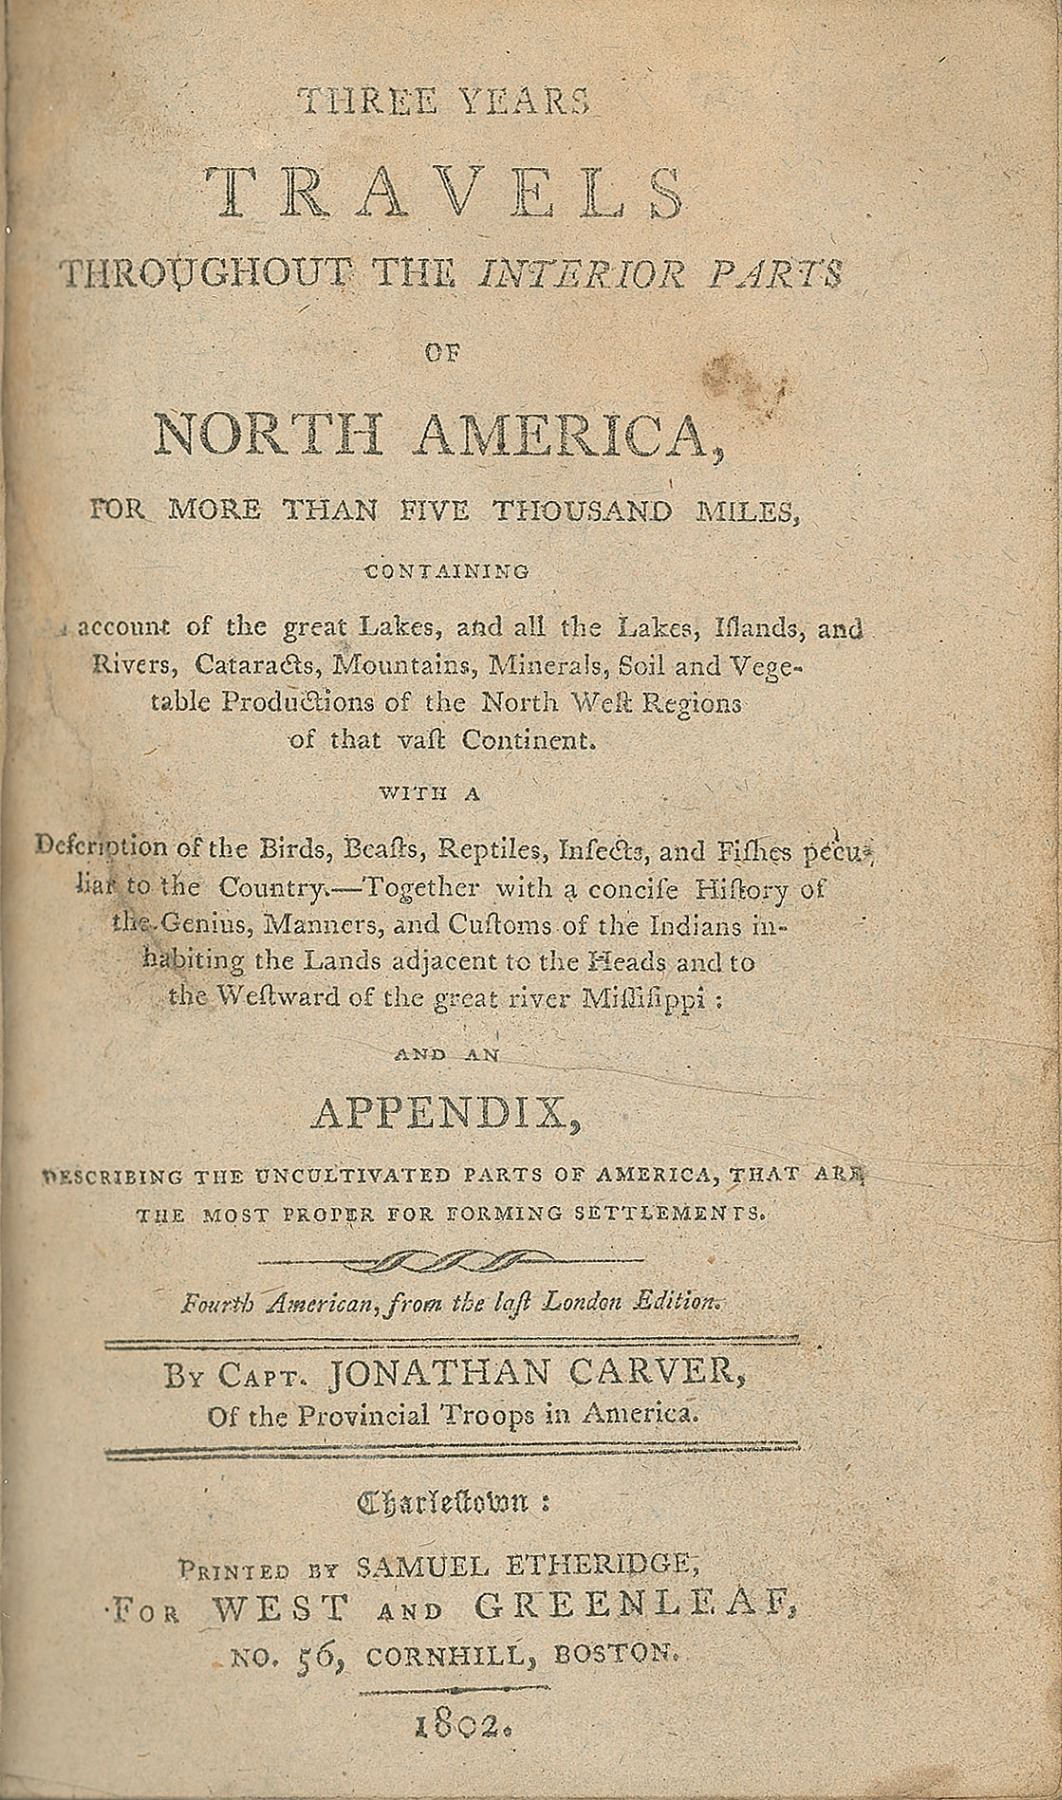 THREE YEARS
TRAVELS
THROUGHOUT THE INTERIOR PARTS
OF
NORTH AMERICA,
FOR MORE THAN FIVE THOUSAND MILES,
CONTAINING
account of the great Lakes, and all the Lakes, Iſlands, and
Rivers, Cataracts, Mountains, Minerals, Soil and Vege-
table Productions of the North Weſt Regions
of that vaſt Continent.
WITH A
Deſcription of the Birds, Beaſts, Reptiles, Inſects, and Fiſhes pecu-
liar to the Country.—Together with a conciſe Hiſtory of
the Genius, Manners, and Cuſtoms of the Indians in-
habiting the Lands adjacent to the Heads and to
the Weſtward of the great river Miſſiſippi :
AND AN
APPENDIX,
DESCRIBING THE UNCULTIVATED PARTS OF AMERICA, THAT ARE
THE MOST PROPER FOR FORMING SETTLEMENTS.
Fourth American, from the laſt London Edition.
BY CAPT. JONATHAN CARVER,
Of the Provincial Troops in America.
Charleſtown :
PRINTED BY SAMUEL ETHERIDGE,
FOR WEST AND GREENLEAF,
NO. 56, CORNHILL, BOSTON.
1802.